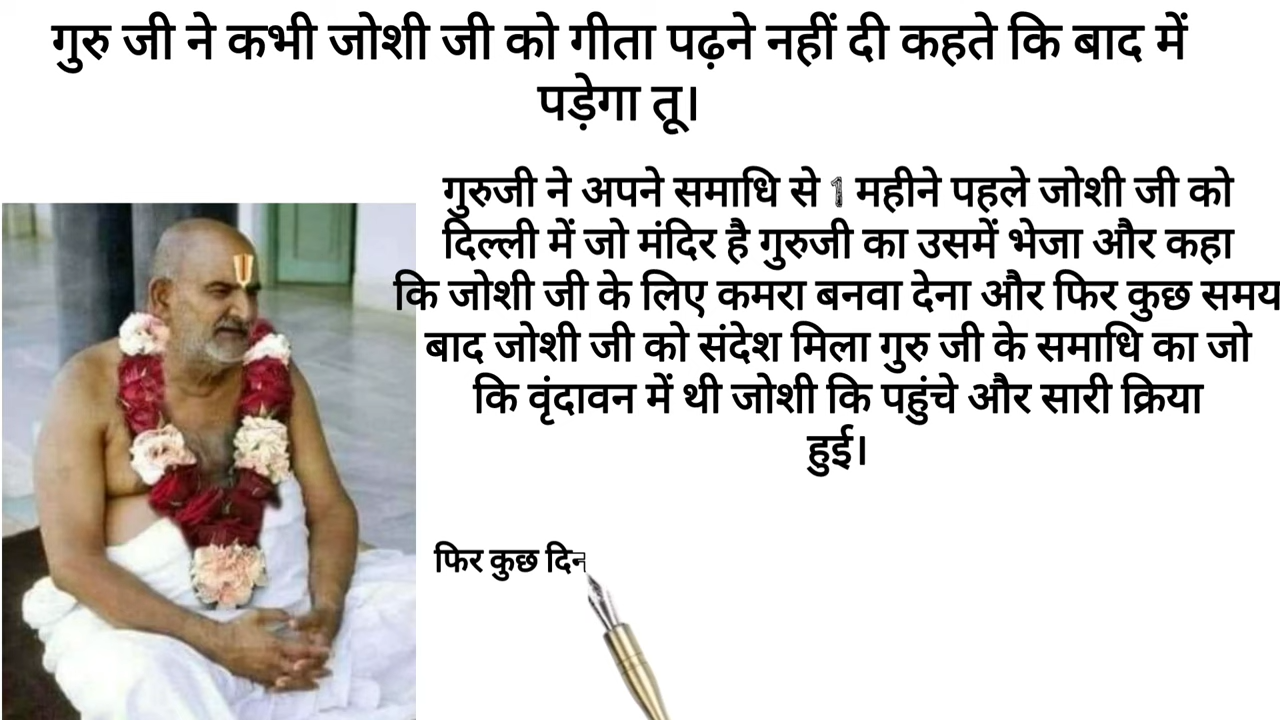 गुरु जी ने कभी जोशी जी को गीता पढ़ने नहीं दी कहते कि बाद में
पड़ेगा तू।
गुरुजी ने अपने समाधि से 1 महीने पहले जोशी जी को
दिल्ली में जो मंदिर है गुरुजी का उसमें भेजा और कहा
कि जोशी जी के लिए कमरा बनवा देना और फिर कुछ समय
बाद जोशी जी को संदेश मिला गुरु जी के समाधि का जो
कि वृंदावन में थी जोशी कि पहुंचे और सारी क्रिया
हुई।
फिर कुछ दिन